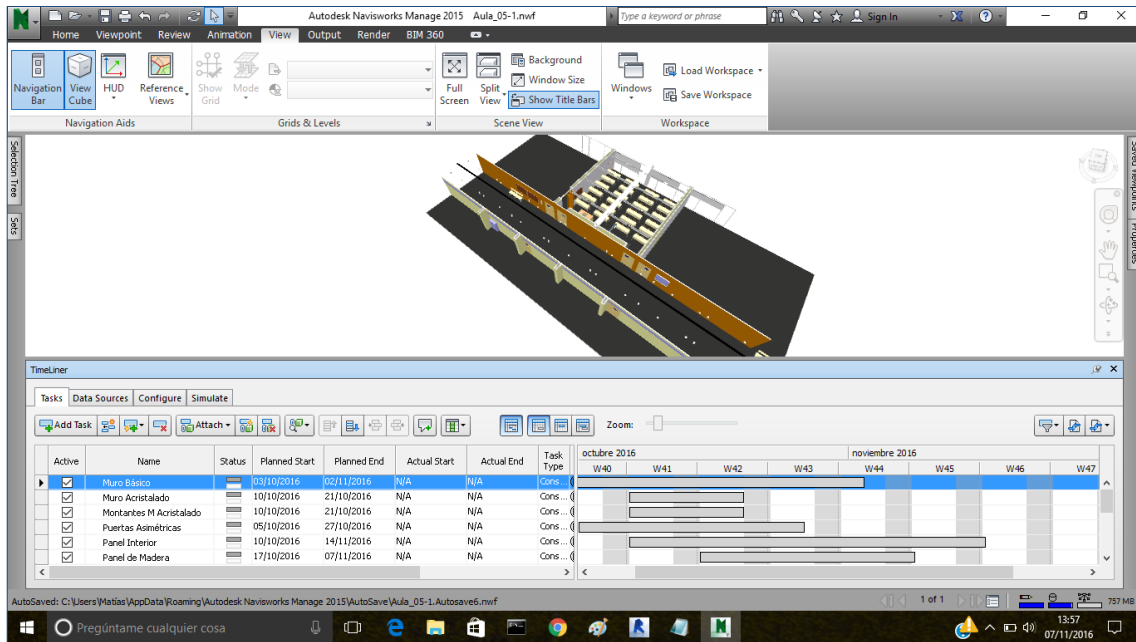 Autodesk Navisworks Manage 2015 Aula_05-1.nwf
Type a keyword or phrase
Sign In
Home Viewpoint Review Animation View Output Render BIM 360
Navigation Bar
View Cube
HUD
Reference Views
Show Grid
Mode
Full Screen
Split View
Background
Window Size
Show Title Bars
Windows
Load Workspace
Save Workspace
Navigation Aids
Grids & Levels
Scene View
Workspace
Selection Tree
Sets
Saved Viewpoints
Properties
TimeLiner
Tasks Data Sources Configure Simulate
Add Task
Attach
Zoom:
Active Name Status Planned Start Planned End Actual Start Actual End Task Type
octubre 2016 noviembre 2016
W40 W41 W42 W43 W44 W45 W46 W47
Muro Básico 03/10/2016 02/11/2016 N/A N/A Cons...
Muro Acristalado 10/10/2016 21/10/2016 N/A N/A Cons...
Montantes M Acristalado 10/10/2016 21/10/2016 N/A N/A Cons...
Puertas Asimétricas 05/10/2016 27/10/2016 N/A N/A Cons...
Panel Interior 10/10/2016 14/11/2016 N/A N/A Cons...
Panel de Madera 17/10/2016 07/11/2016 N/A N/A Cons...
AutoSaved: C:\Users\Matías\AppData\Roaming\Autodesk Navisworks Manage 2015\AutoSave\Aula_05-1.Autosave6.nwf
1 of 1
757 MB
Pregúntame cualquier cosa
13:57
07/11/2016